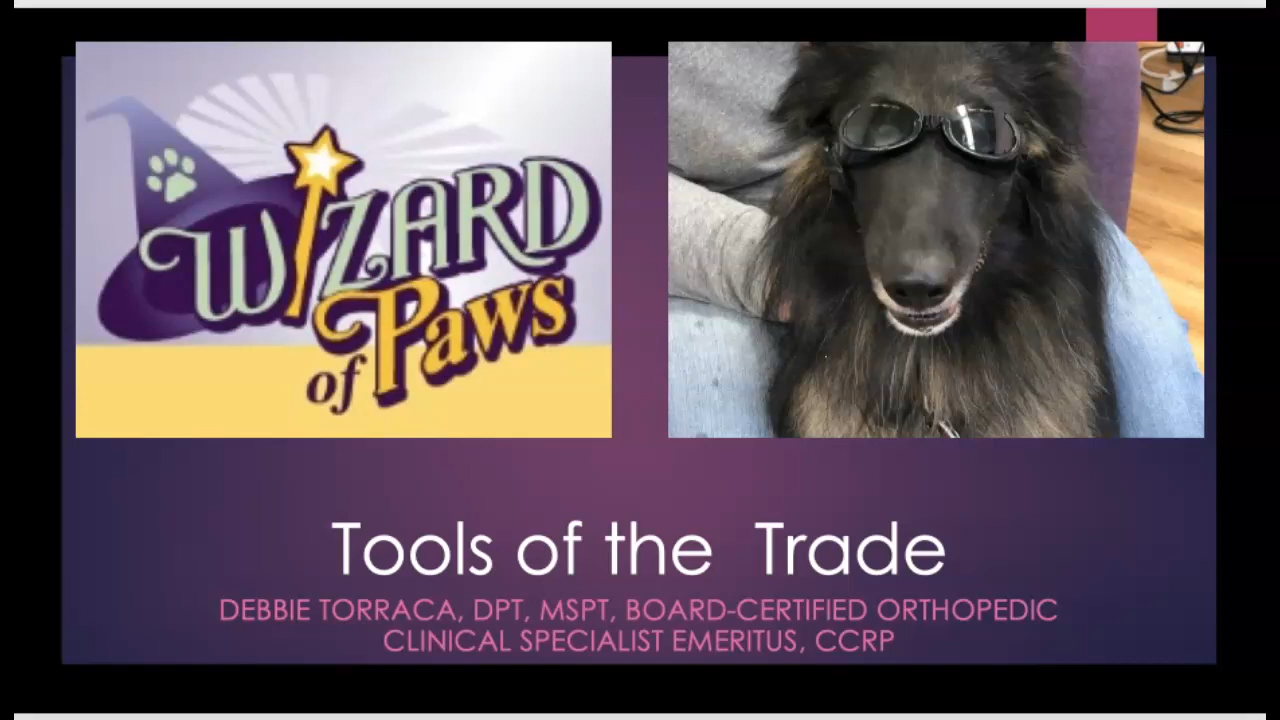 WIZARD
of Paws
Tools of the Trade
DEBBIE TORRACA, DPT, MSPT, BOARD-CERTIFIED ORTHOPEDIC
CLINICAL SPECIALIST EMERITUS, CCRP